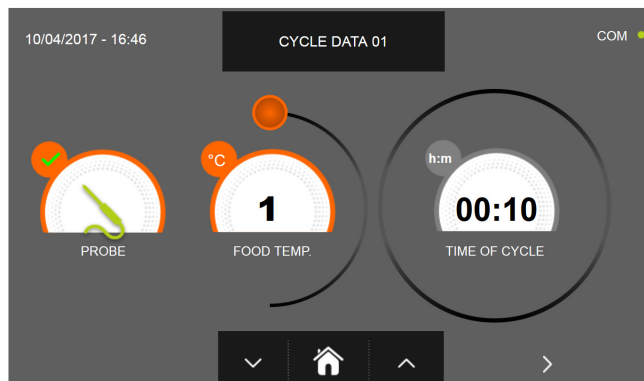 10/04/2017 - 16:46
CYCLE DATA 01
COM
°C
h:m
1
00:10
PROBE
FOOD TEMP.
TIME OF CYCLE